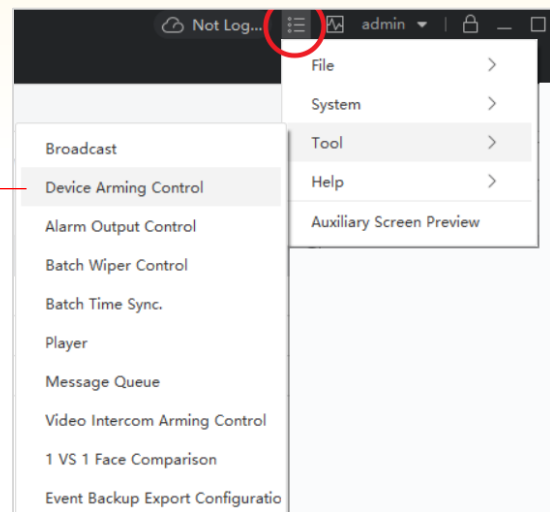 Not Log...
admin
File
System
Tool
Help
Auxiliary Screen Preview
Broadcast
Device Arming Control
Alarm Output Control
Batch Wiper Control
Batch Time Sync.
Player
Message Queue
Video Intercom Arming Control
1 VS 1 Face Comparison
Event Backup Export Configuratio